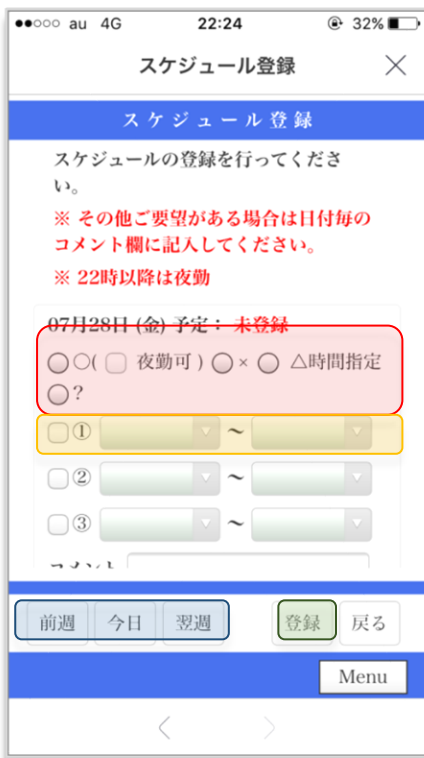 au 4G 22:24 32%
スケジュール登録
スケジュール登録
スケジュールの登録を行ってくださ
い。
※ その他ご要望がある場合は日付毎の
コメント欄に記入してください。
※ 22時以降は夜勤
07月28日 (金) 予定： 未登録
○( 夜勤可 ) × △時間指定
?
① ～
② ～
③ ～
コメント
前週 今日 翌週 登録 戻る
Menu